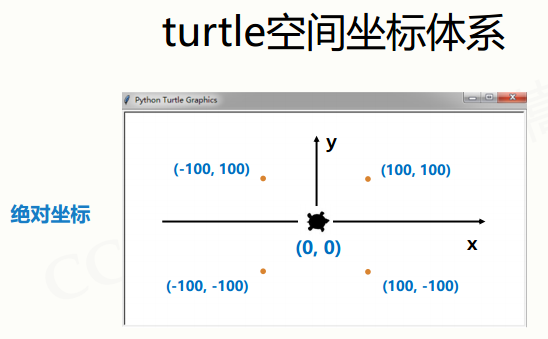 turtle空间坐标体系
Python Turtle Graphics
y
(-100, 100)
(100, 100)
绝对坐标
(0, 0)
x
(-100, -100)
(100, -100)